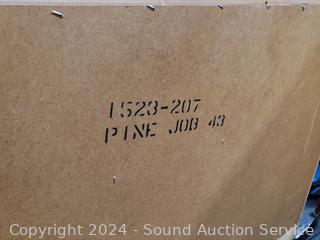 1523-207
PINE JOB 43
Copyright 2024 - Sound Auction Service